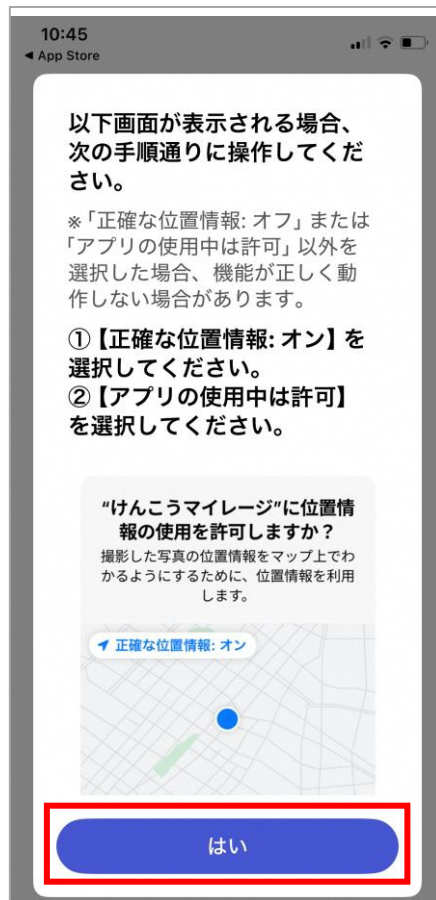 10:45
◀ App Store
以下画面が表示される場合、
次の手順通りに操作してくだ
さい。
※「正確な位置情報: オフ」または
「アプリの使用中は許可」以外を
選択した場合、機能が正しく動
作しない場合があります。
①【正確な位置情報: オン】を
選択してください。
②【アプリの使用中は許可】
を選択してください。
“けんこうマイレージ”に位置情
報の使用を許可しますか？
撮影した写真の位置情報をマップ上でわ
かるようにするために、位置情報を利用
します。
正確な位置情報: オン
はい